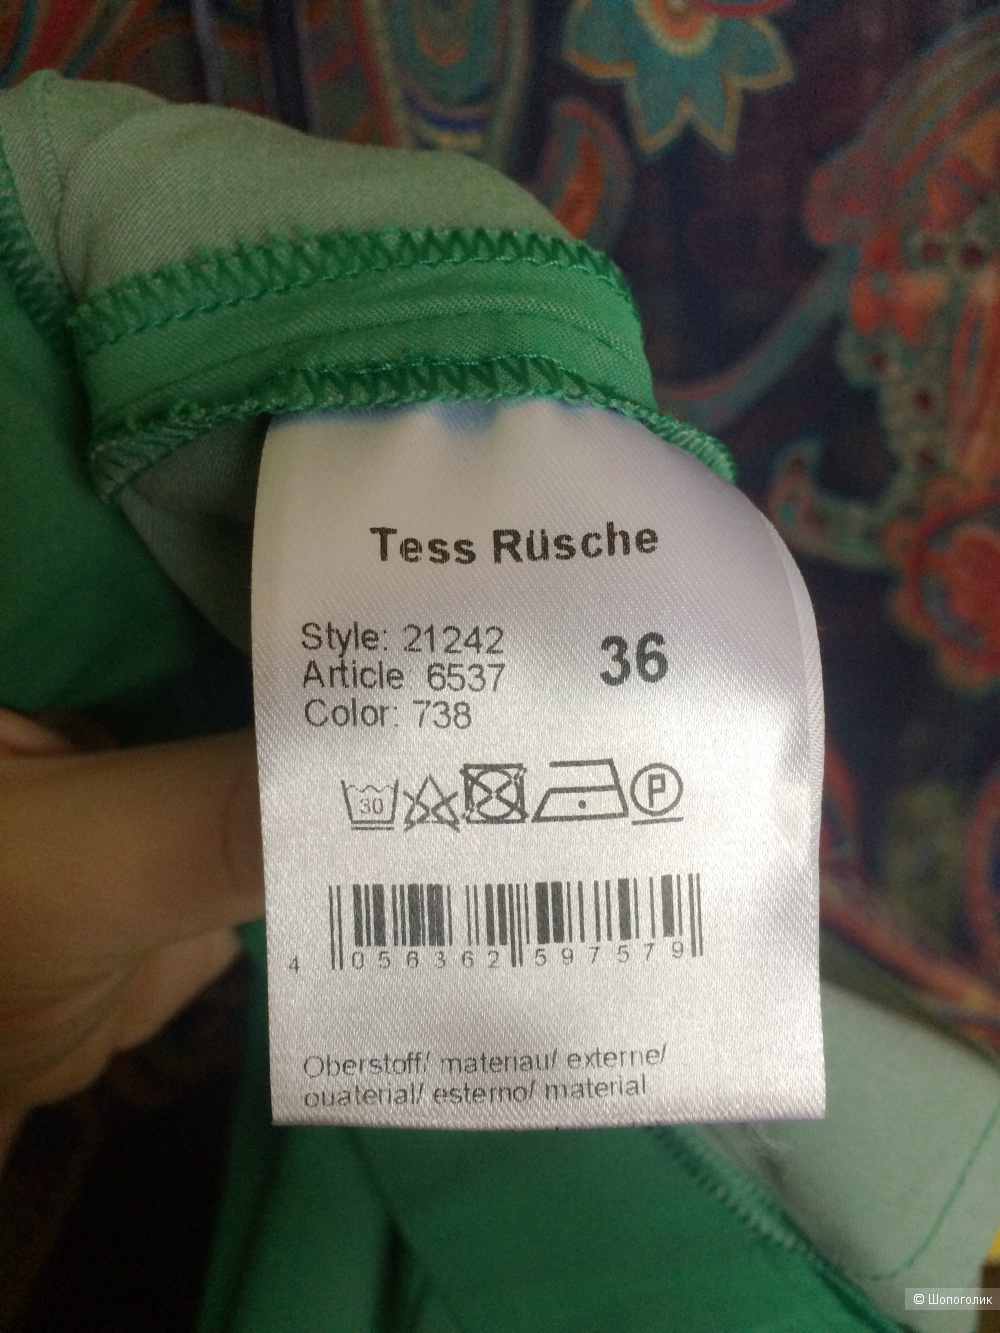 Tess Rüsche
Style: 21242
Article 6537
Color: 738
36
30
P
4 056362 597579
Oberstoff/ materiau/ externe/
ouaterial/ esterno/ material
© Шопоголик